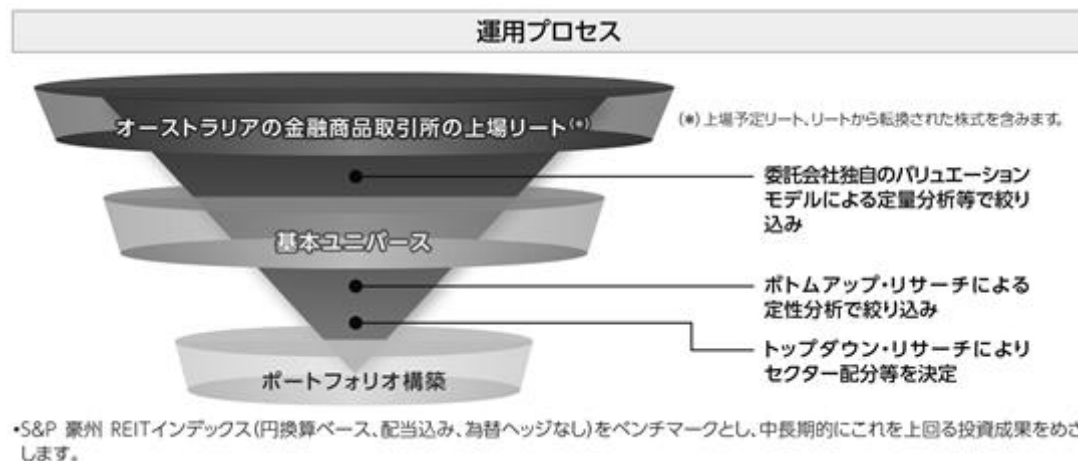 運用プロセス
オーストラリアの金融商品取引所の上場リート(*)
(*)上場予定リート、リートから転換された株式を含みます。
委託会社独自のバリュエーション
モデルによる定量分析等で絞り
込み
基本ユニバース
ボトムアップ・リサーチによる
定性分析で絞り込み
トップダウン・リサーチにより
セクター配分等を決定
ポートフォリオ構築
•S&P 豪州 REITインデックス(円換算ベース、配当込み、為替ヘッジなし)をベンチマークとし、中長期的にこれを上回る投資成果をめざ
します。